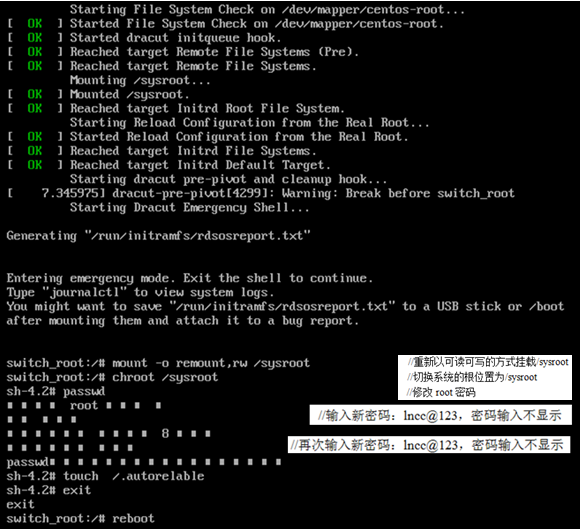 Starting File System Check on /dev/mapper/centos-root...
[  OK  ] Started File System Check on /dev/mapper/centos-root.
[  OK  ] Started dracut initqueue hook.
[  OK  ] Reached target Remote File Systems (Pre).
[  OK  ] Reached target Remote File Systems.
Mounting /sysroot...
[  OK  ] Mounted /sysroot.
[  OK  ] Reached target Initrd Root File System.
Starting Reload Configuration from the Real Root...
[  OK  ] Started Reload Configuration from the Real Root.
[  OK  ] Reached target Initrd File Systems.
[  OK  ] Reached target Initrd Default Target.
Starting dracut pre-pivot and cleanup hook...
[    7.345975] dracut-pre-pivot[4299]: Warning: Break before switch_root
Starting Dracut Emergency Shell...
Generating "/run/initramfs/rdsosreport.txt"
Entering emergency mode. Exit the shell to continue.
Type "journalctl" to view system logs.
You might want to save "/run/initramfs/rdsosreport.txt" to a USB stick or /boot
after mounting them and attach it to a bug report.
switch_root:/# mount -o remount,rw /sysroot //重新以可读可写的方式挂载/sysroot
switch_root:/# chroot /sysroot //切换系统的根位置为/sysroot
sh-4.2# passwd //修改 root 密码
root
//输入新密码：lncc@123，密码输入不显示
8
//再次输入新密码：lncc@123，密码输入不显示
passwd
sh-4.2# touch  /.autorelable
sh-4.2# exit
exit
switch_root:/# reboot